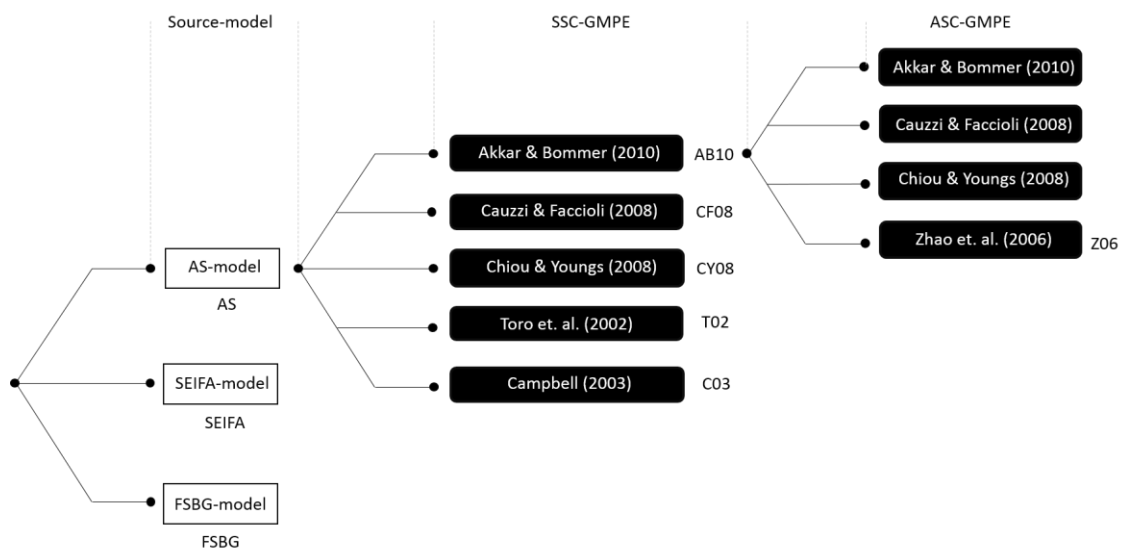 Source-model
SSC-GMPE
ASC-GMPE
Akkar & Bommer (2010)
Cauzzi & Faccioli (2008)
Chiou & Youngs (2008)
Zhao et. al. (2006) Z06
Akkar & Bommer (2010) AB10
Cauzzi & Faccioli (2008) CF08
Chiou & Youngs (2008) CY08
Toro et. al. (2002) T02
Campbell (2003) C03
AS-model
AS
SEIFA-model
SEIFA
FSBG-model
FSBG